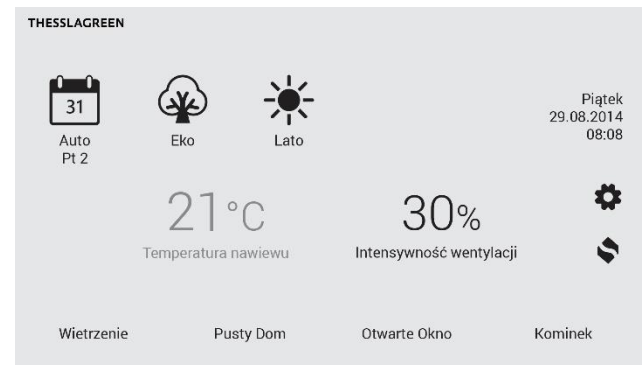 THESSLAGREEN
31
Auto
Pt 2
Eko
Lato
Piątek
29.08.2014
08:08
21°C
Temperatura nawiewu
30%
Intensywność wentylacji
Wietrzenie
Pusty Dom
Otwarte Okno
Kominek